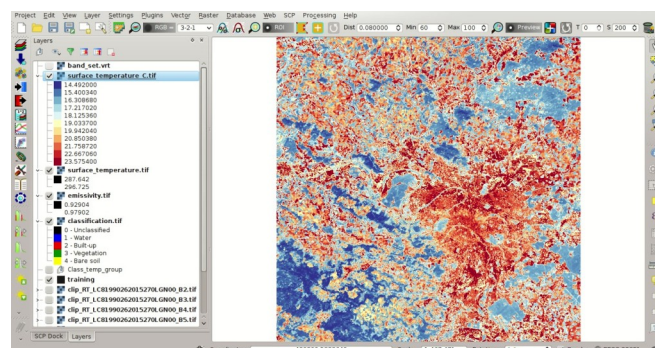 Project Edit View Layer Settings Plugins Vector Raster Database Web SCP Processing Help
RGB = 3-2-1 ROI Dist 0.080000 Min 60 Max 100 Preview T 0 S 200
Layers
band_set.vrt
surface_temperature_C.tif
14.492000
15.400340
16.308680
17.217020
18.125360
19.033700
19.942040
20.850380
21.758720
22.667060
23.575400
surface_temperature.tif
287.642
296.725
emissivity.tif
0.92904
0.97902
classification.tif
0 - Unclassified
1 - Water
2 - Built-up
3 - Vegetation
4 - Bare soil
Class_temp_group
training
clip_RT_LC81990262015270LGN00_B2.tif
clip_RT_LC81990262015270LGN00_B3.tif
clip_RT_LC81990262015270LGN00_B4.tif
clip_RT_LC81990262015270LGN00_B5.tif
SCP Dock Layers